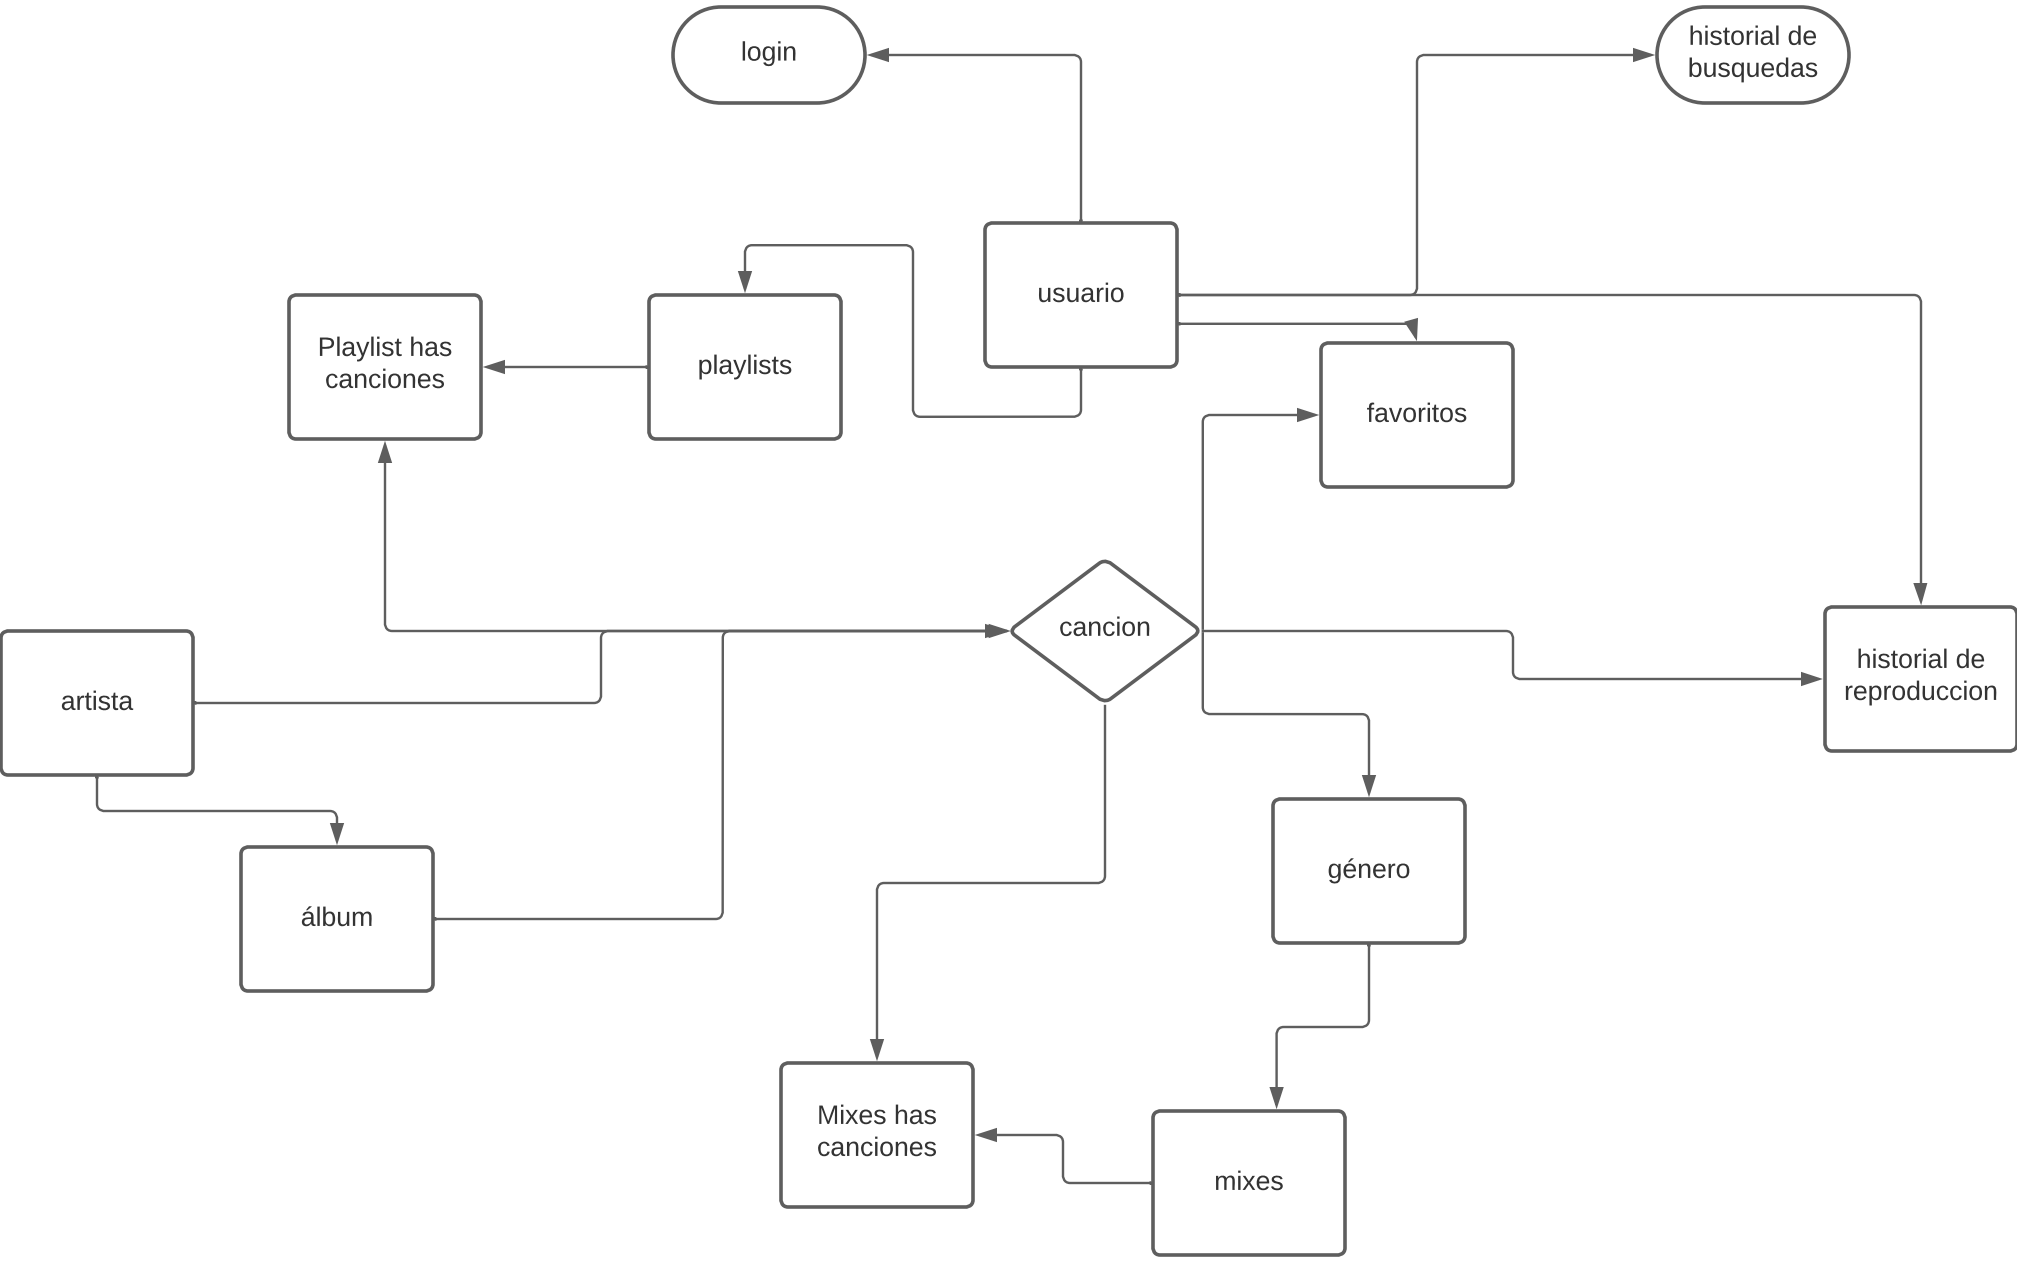 login
historial de
busquedas
usuario
Playlist has
canciones
playlists
favoritos
cancion
artista
historial de
reproduccion
género
álbum
Mixes has
canciones
mixes